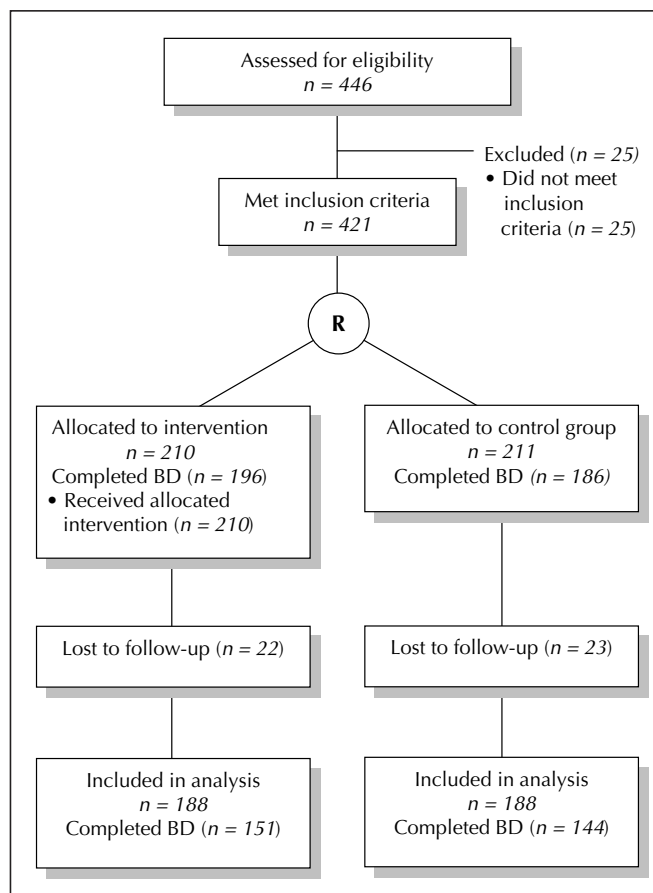 Assessed for eligibility
n = 446
Excluded (n = 25)
• Did not meet
inclusion
criteria (n = 25)
Met inclusion criteria
n = 421
R
Allocated to intervention
n = 210
Completed BD (n = 196)
• Received allocated
intervention (n = 210)
Allocated to control group
n = 211
Completed BD (n = 186)
Lost to follow-up (n = 22)
Lost to follow-up (n = 23)
Included in analysis
n = 188
Completed BD (n = 151)
Included in analysis
n = 188
Completed BD (n = 144)